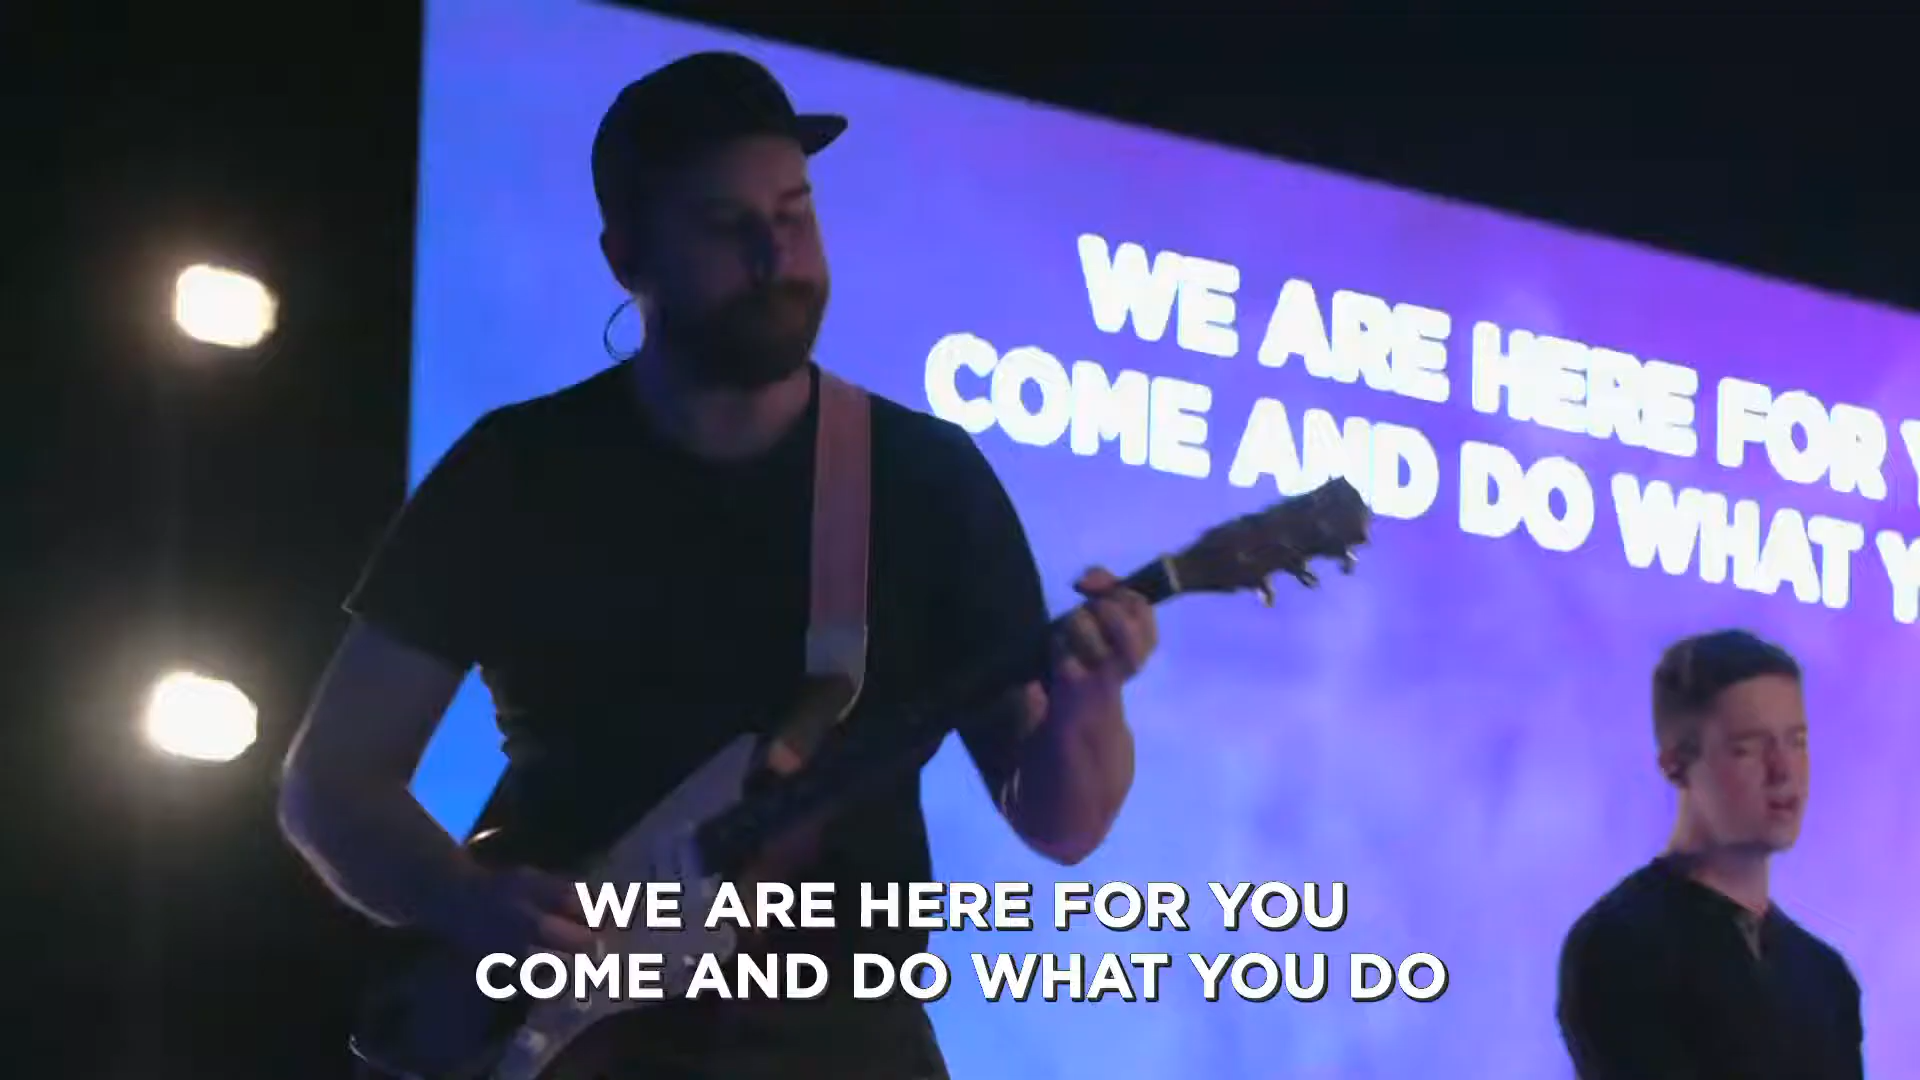 WE ARE HERE FOR
COME AND DO WHAT
WE ARE HERE FOR YOU
COME AND DO WHAT YOU DO